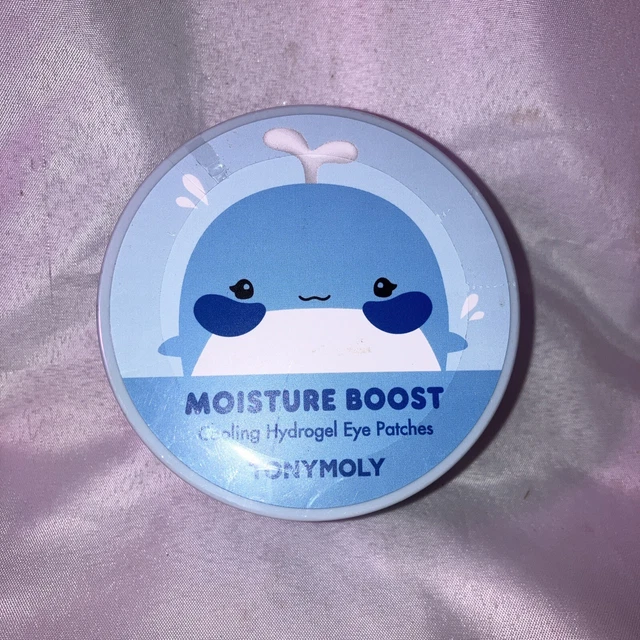 MOISTURE BOOST
Cooling Hydrogel Eye Patches
TONYMOLY